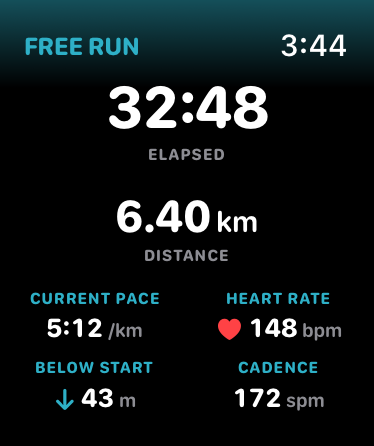 FREE RUN 3:44
32:48
ELAPSED
6.40 km
DISTANCE
CURRENT PACE HEART RATE
5:12 /km 148 bpm
BELOW START CADENCE
43 m 172 spm